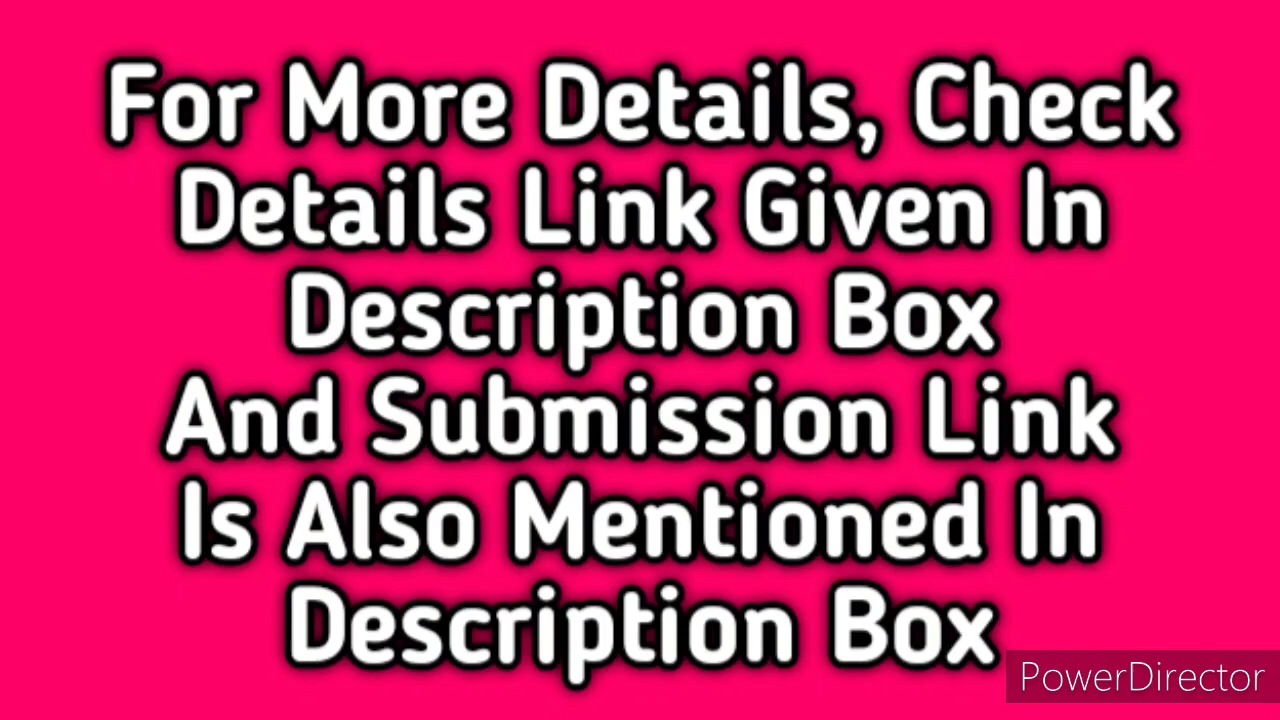 For More Details, Check
Details Link Given In
Description Box
And Submission Link
Is Also Mentioned In
Description Box
PowerDirector